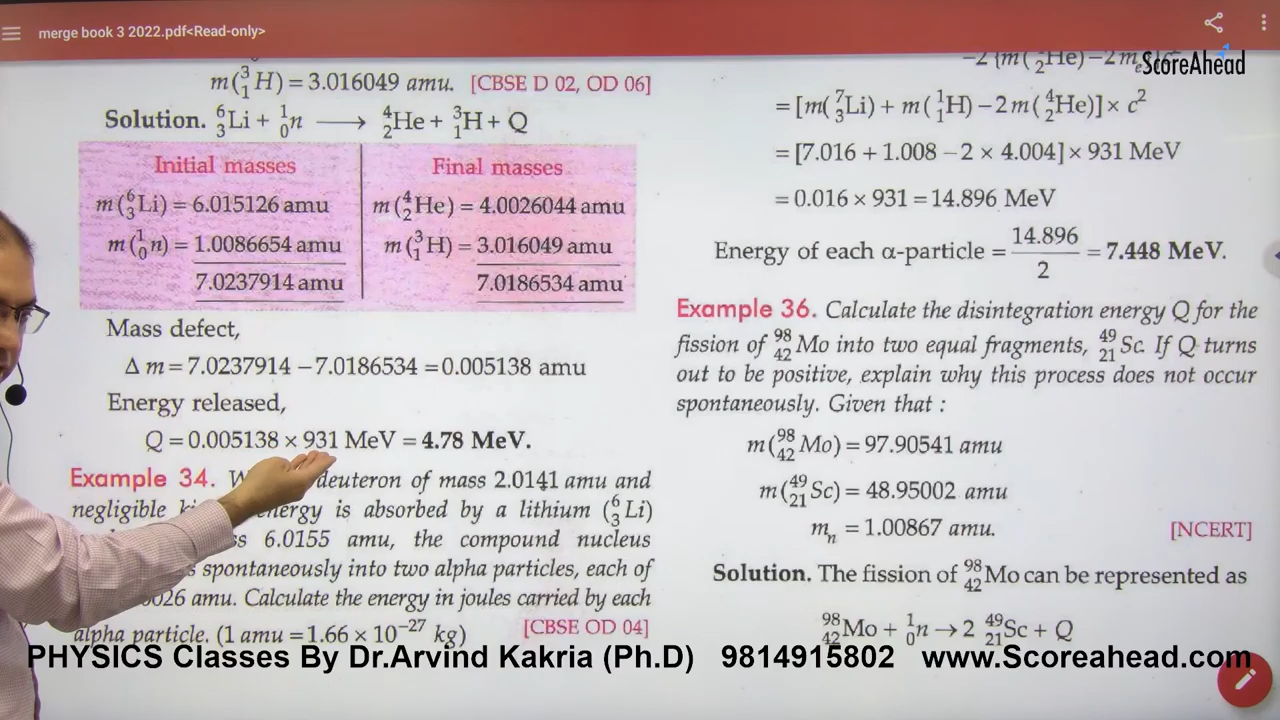 merge book 3 2022.pdf<Read-only>
ScoreAhead
m(³₁H) = 3.016049 amu. [CBSE D 02, OD 06]
Solution. ⁶₃Li + ¹₀n ⟶ ⁴₂He + ³₁H + Q
Initial masses Final masses
m(⁶₃Li) = 6.015126 amu m(⁴₂He) = 4.0026044 amu
m(¹₀n) = 1.0086654 amu m(³₁H) = 3.016049 amu
7.0237914 amu 7.0186534 amu
Mass defect,
Δ m = 7.0237914 − 7.0186534 = 0.005138 amu
Energy released,
Q = 0.005138 × 931 MeV = 4.78 MeV.
Example 34. deuteron of mass 2.0141 amu and
negligible energy is absorbed by a lithium (⁶₃Li)
6.0155 amu, the compound nucleus
spontaneously into two alpha particles, each of
amu. Calculate the energy in joules carried by each
alpha particle. (1 amu = 1.66 × 10⁻²⁷ kg) [CBSE OD 04]
= [m(⁷₃Li) + m(¹₁H) − 2 m(⁴₂He)] × c²
= [7.016 + 1.008 − 2 × 4.004] × 931 MeV
= 0.016 × 931 = 14.896 MeV
Energy of each α-particle = 14.896/2 = 7.448 MeV.
Example 36. Calculate the disintegration energy Q for the
fission of ⁹⁸₄₂Mo into two equal fragments, ⁴⁹₂₁Sc. If Q turns
out to be positive, explain why this process does not occur
spontaneously. Given that :
m(⁹⁸₄₂Mo) = 97.90541 amu
m(⁴⁹₂₁Sc) = 48.95002 amu
mₙ = 1.00867 amu. [NCERT]
Solution. The fission of ⁹⁸₄₂Mo can be represented as
⁹⁸₄₂Mo + ¹₀n → 2 ⁴⁹₂₁Sc + Q
PHYSICS Classes By Dr.Arvind Kakria (Ph.D) 9814915802 www.Scoreahead.com